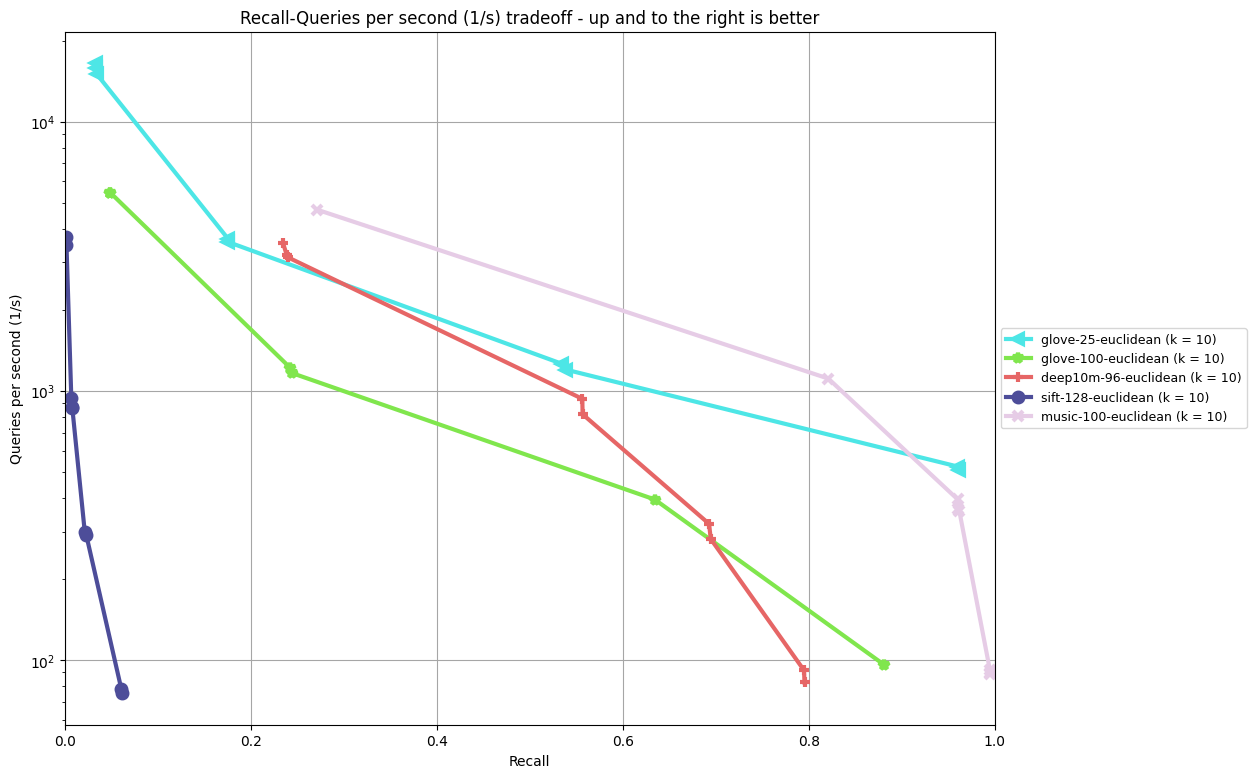 Recall-Queries per second (1/s) tradeoff - up and to the right is better
Queries per second (1/s)
10⁴
10³
10²
0.0 0.2 0.4 0.6 0.8 1.0
Recall
glove-25-euclidean (k = 10)
glove-100-euclidean (k = 10)
deep10m-96-euclidean (k = 10)
sift-128-euclidean (k = 10)
music-100-euclidean (k = 10)